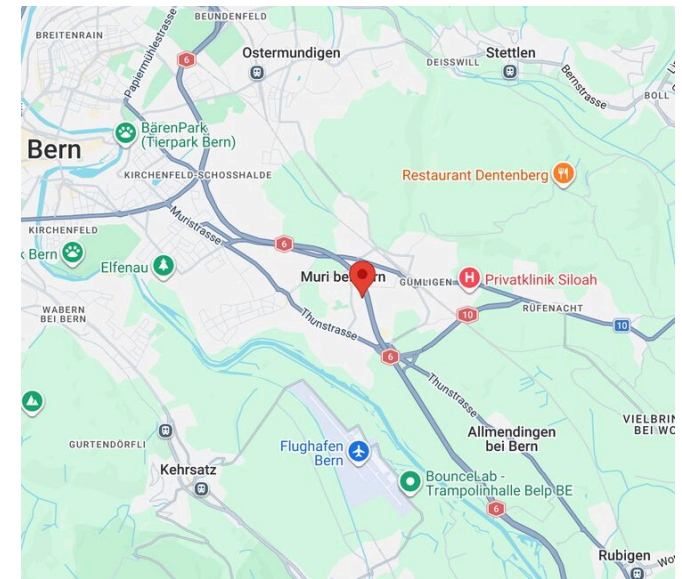 BEUNDENFELD
BREITENRAIN
Papiermühlestrasse
6
Ostermundigen
Stettlen
DEISSWILL
Bernstrasse
BOLL
BärenPark
(Tierpark Bern)
Bern
KIRCHENFELD-SCHOSSHALDE
Restaurant Dentenberg
Muristrasse
KIRCHENFELD
k Bern
Elfenau
6
Muri bei Bern
GÜMLIGEN
Privatklinik Siloah
RÜFENACHT
WABERN
BEI BERN
Thunstrasse
10
10
6
Thunstrasse
VIELBRIN
BEI WO
Allmendingen
bei Bern
GURTENDÖRFLI
Flughafen
Bern
Kehrsatz
BounceLab -
Trampolinhalle Belp BE
6
Rubigen
Wo